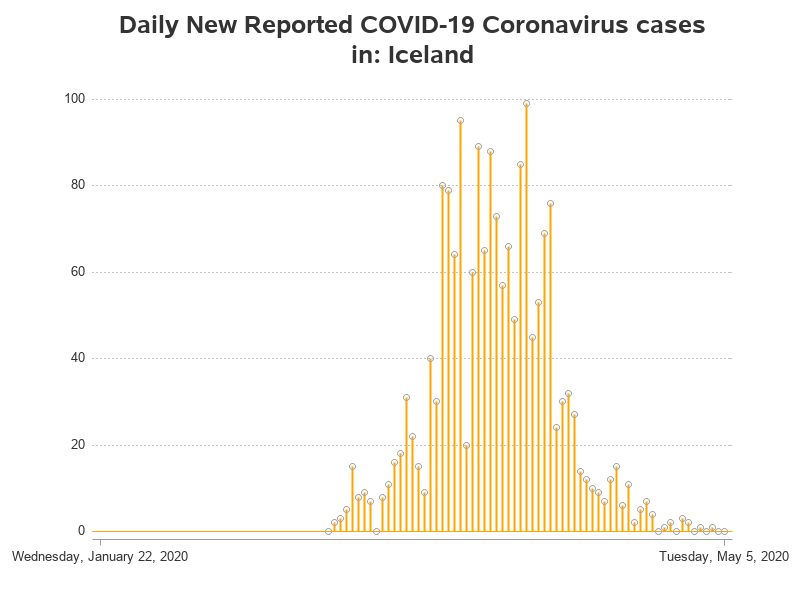 Daily New Reported COVID-19 Coronavirus cases
in: Iceland
100
80
60
40
20
0
Wednesday, January 22, 2020
Tuesday, May 5, 2020